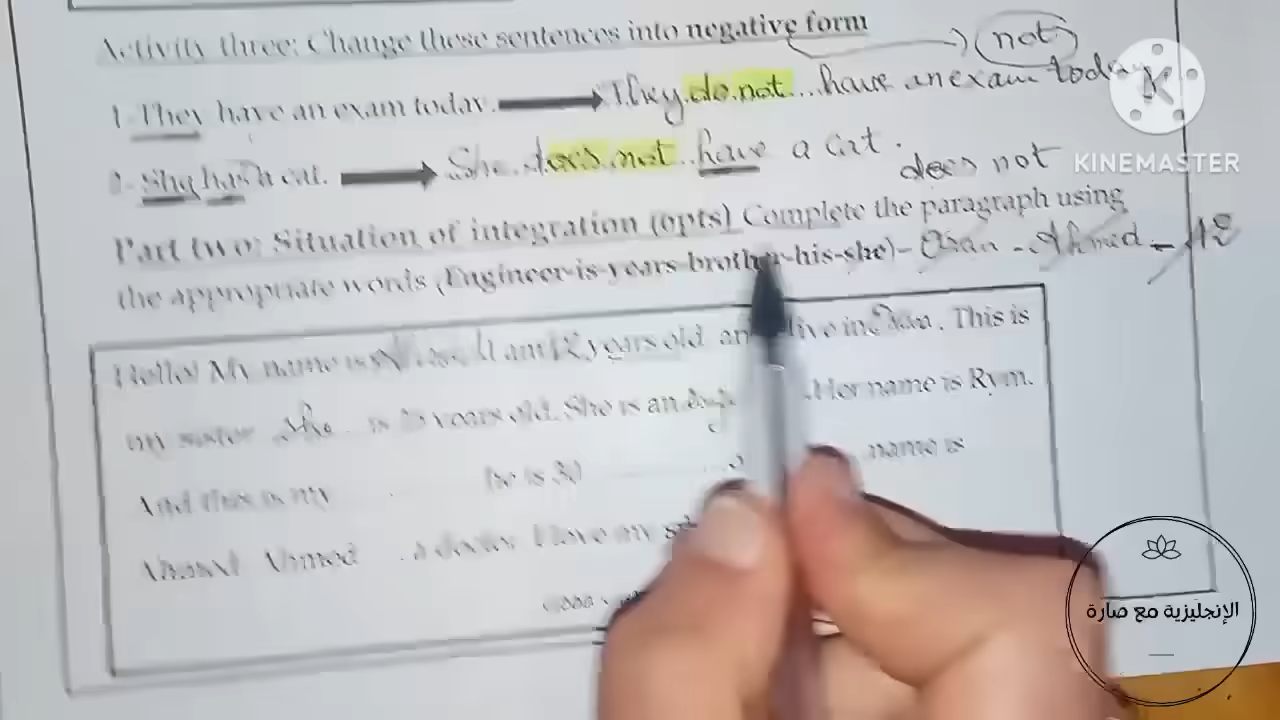 Activity three: Change these sentences into negative form not
1- They have an exam today. They do not have an exam today
2- She has a cat. She does not have a cat.
does not
KINEMASTER
Part two: Situation of integration (6pts) Complete the paragraph using
the appropriate words (Engineer-is-years-brother-his-she) - Oran - Ahmed - 12
Hello! My name is I am 12 years old and live in Oran. This is
my sister She is years old. She is an Her name is Rym.
And this is my he is 30 name is
Ahmed. Ahmed a doctor. I love my
الإنجليزية مع صارة